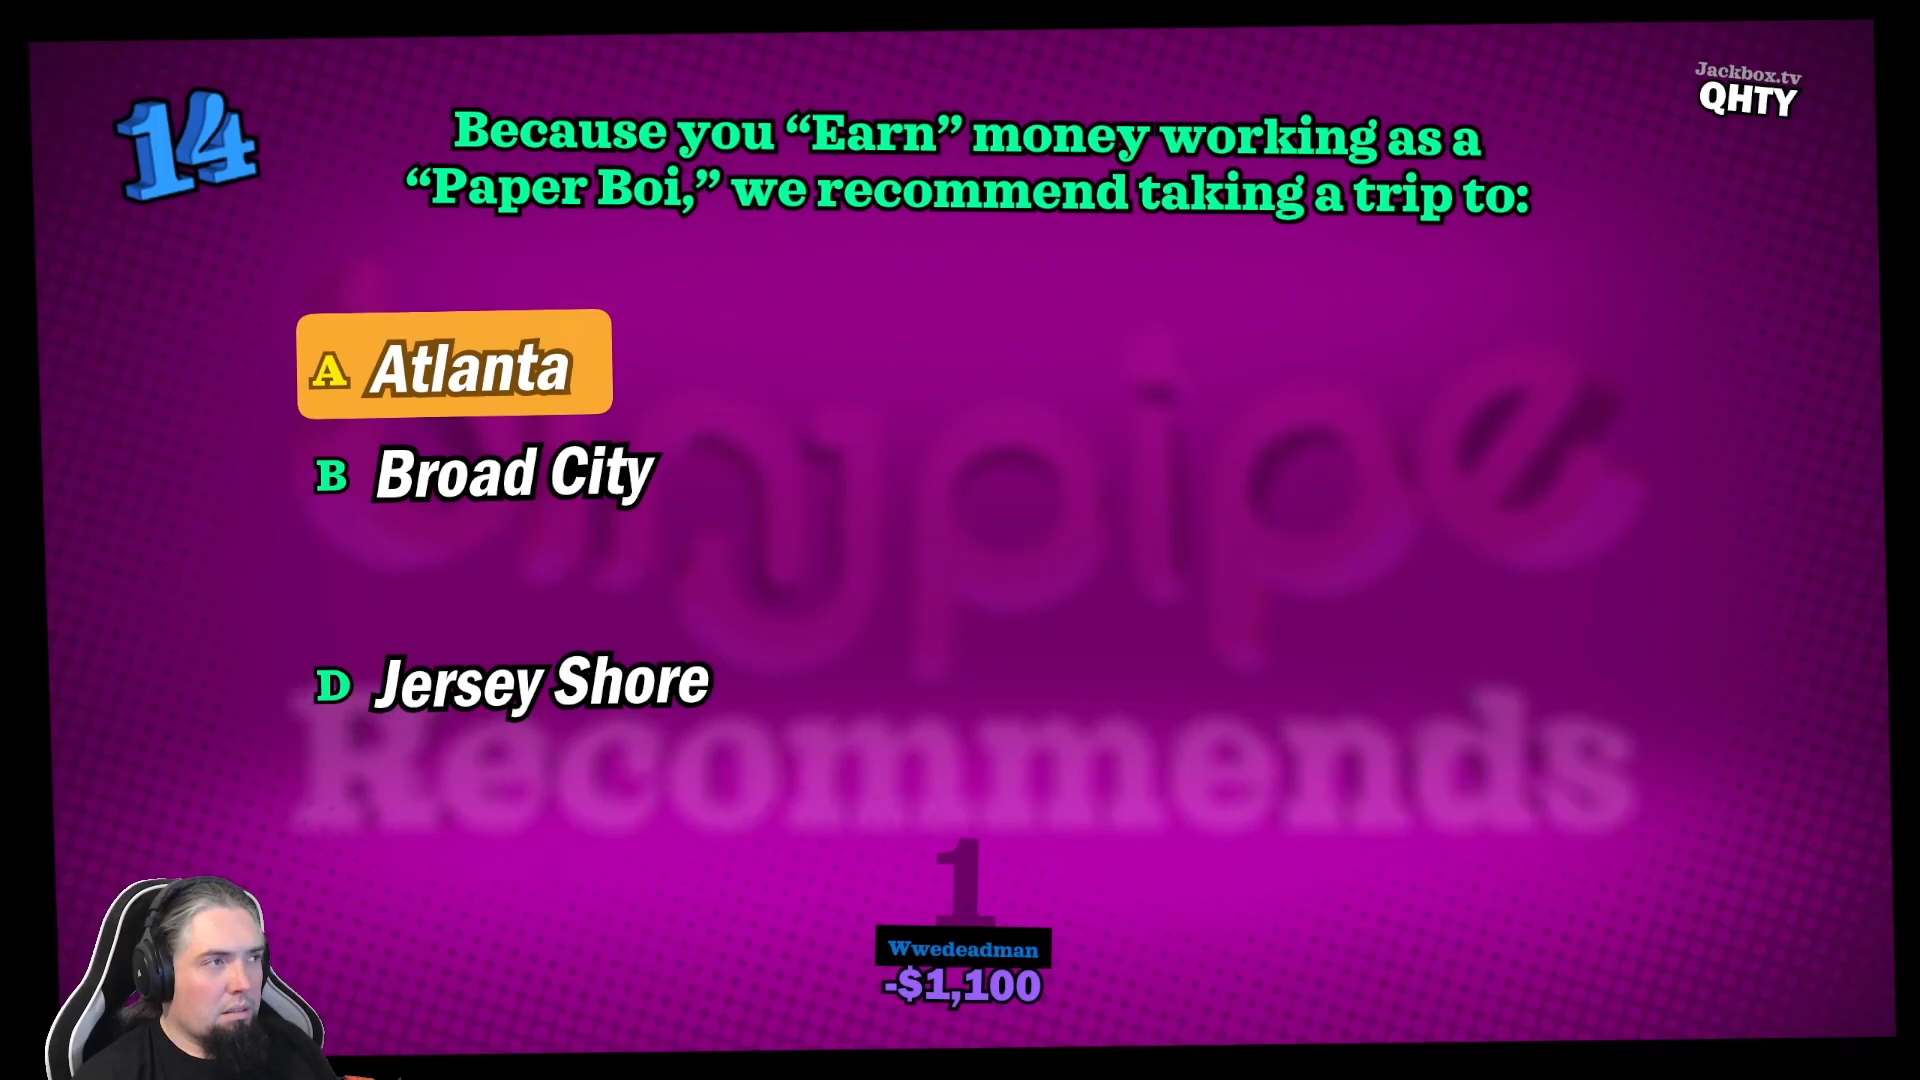 14
Jackbox.tv
QHTY
Because you “Earn” money working as a
“Paper Boi,” we recommend taking a trip to:
A Atlanta
B Broad City
D Jersey Shore
Recommends
1
Wwedeadman
-$1,100